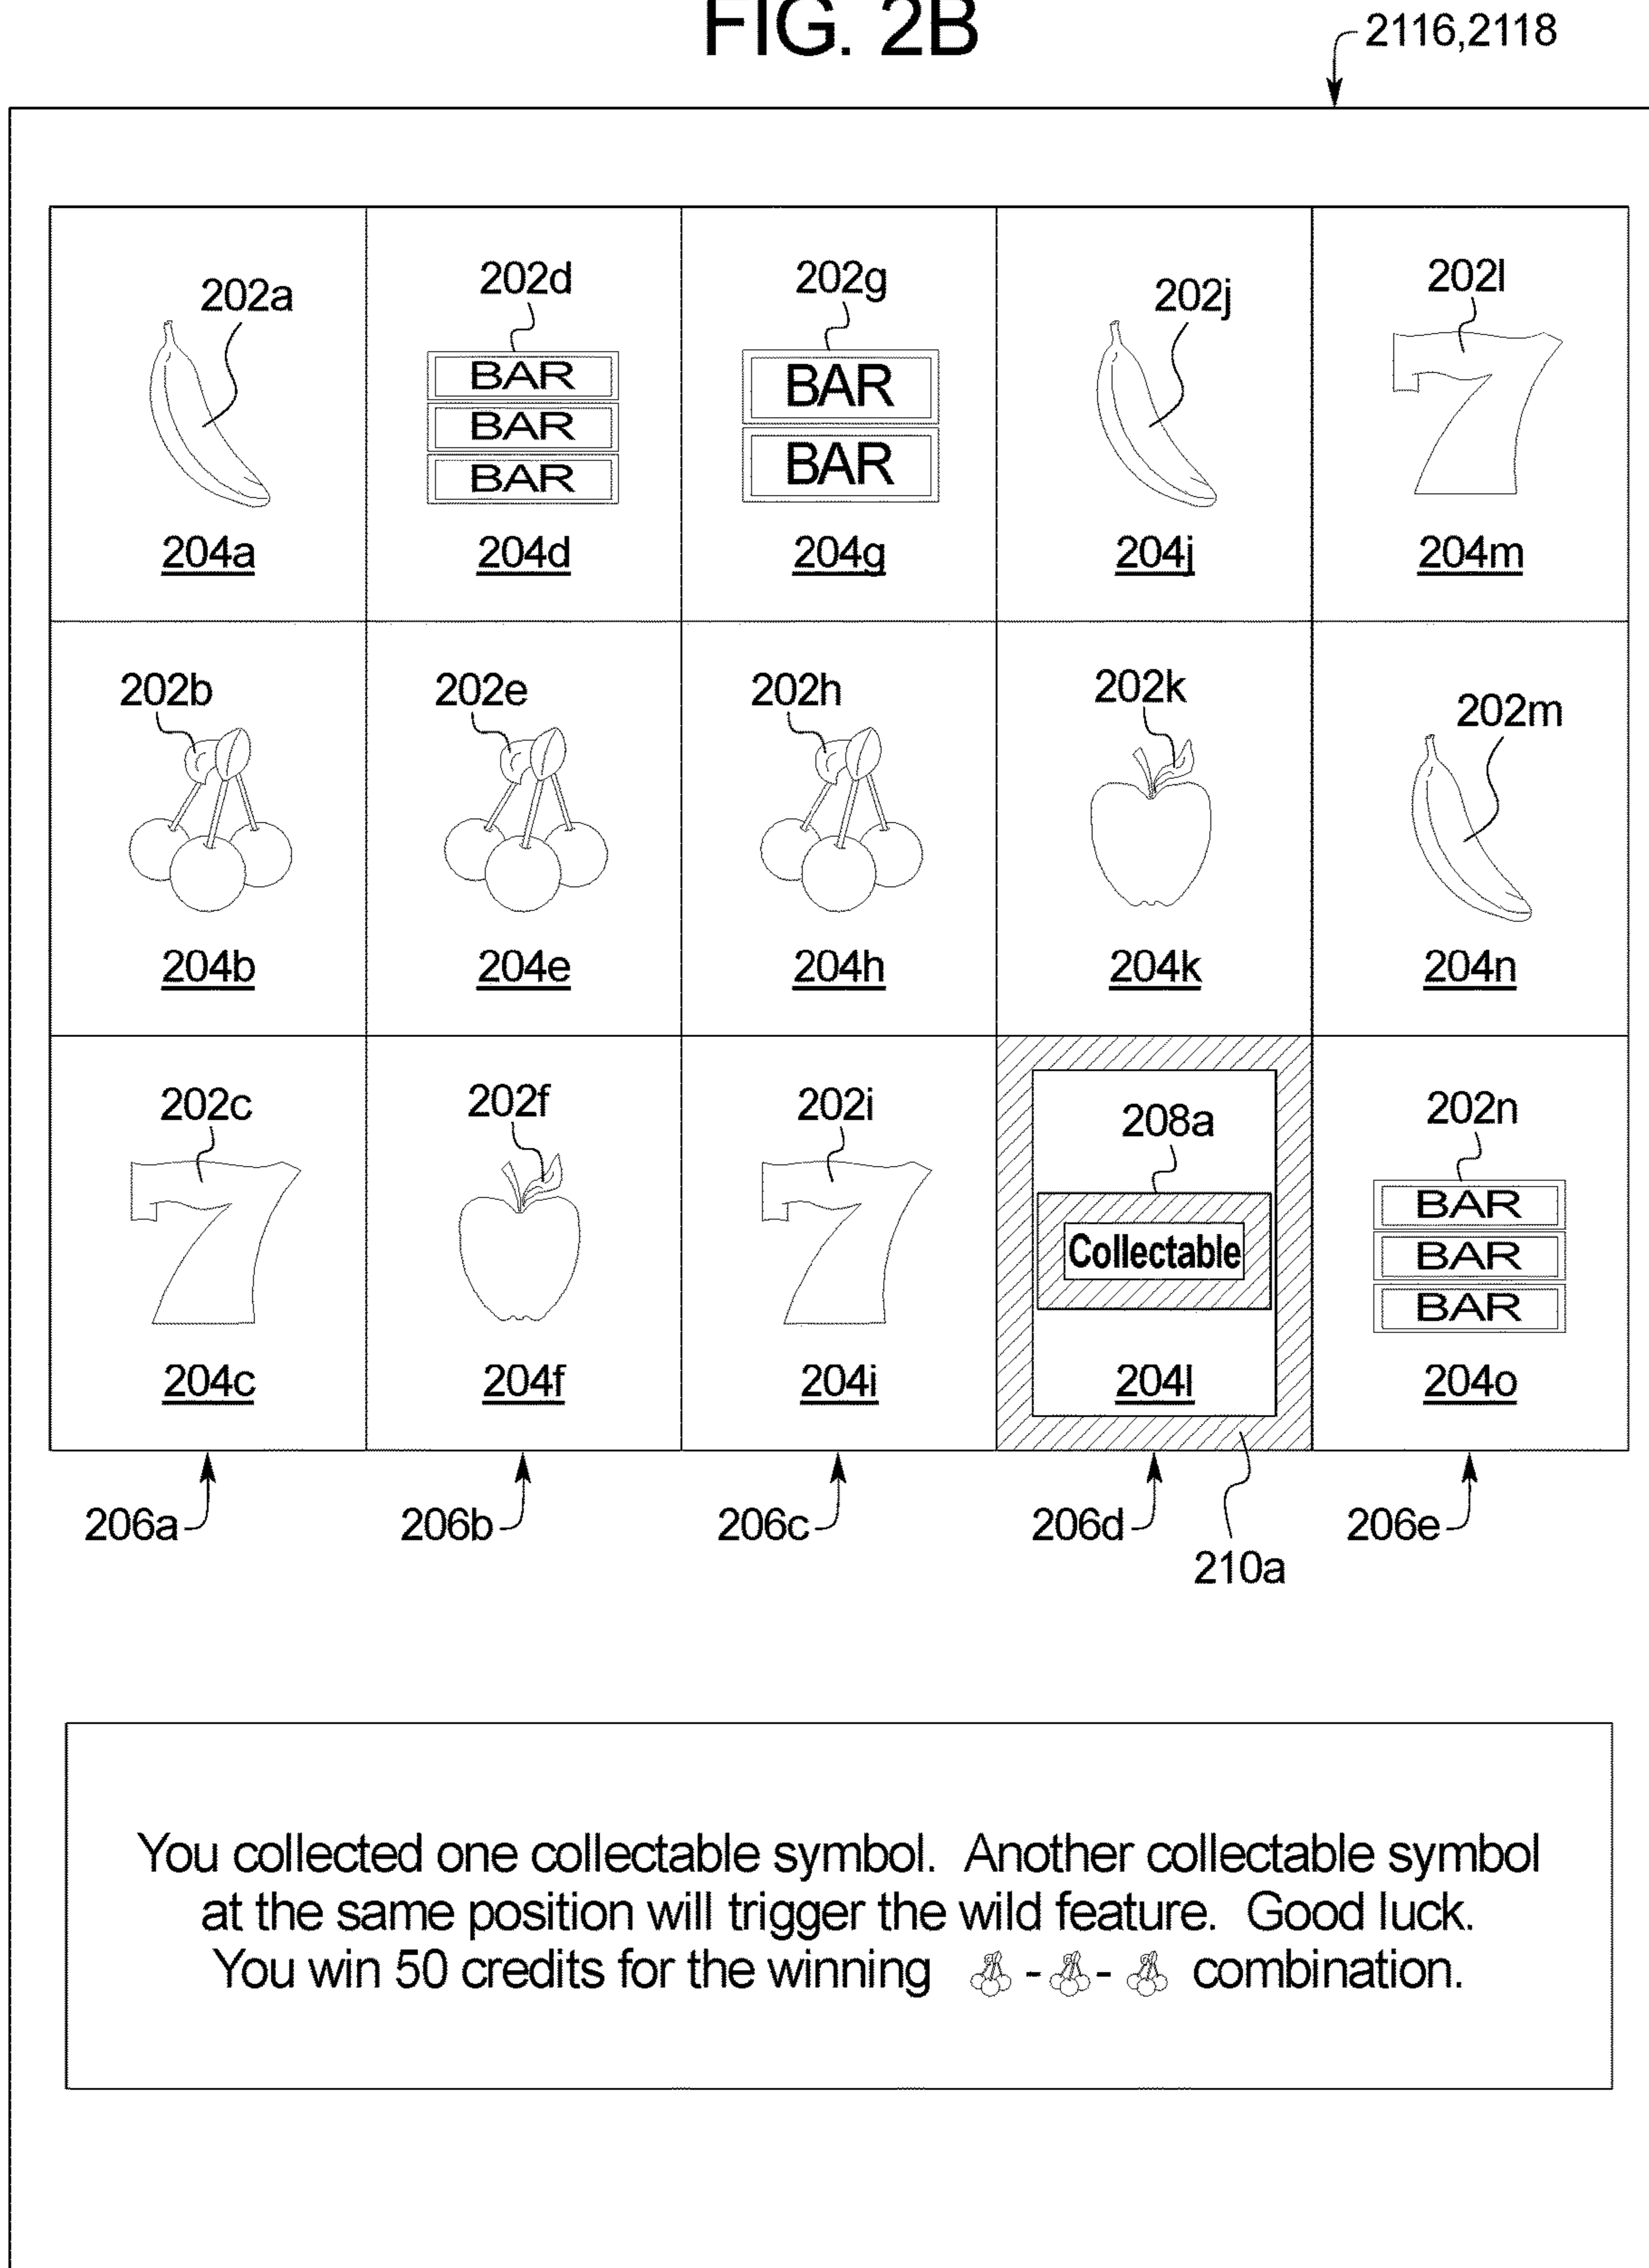 FIG. 2B
2116,2118
202a
202d
202g
202j
202l
BAR
BAR
BAR
BAR
BAR
204a
204d
204g
204j
204m
202b
202e
202h
202k
202m
204b
204e
204h
204k
204n
202c
202f
202i
208a
202n
Collectable
BAR
BAR
BAR
204c
204f
204i
204l
204o
206a
206b
206c
206d
206e
210a
You collected one collectable symbol. Another collectable symbol
at the same position will trigger the wild feature. Good luck.
You win 50 credits for the winning - - combination.